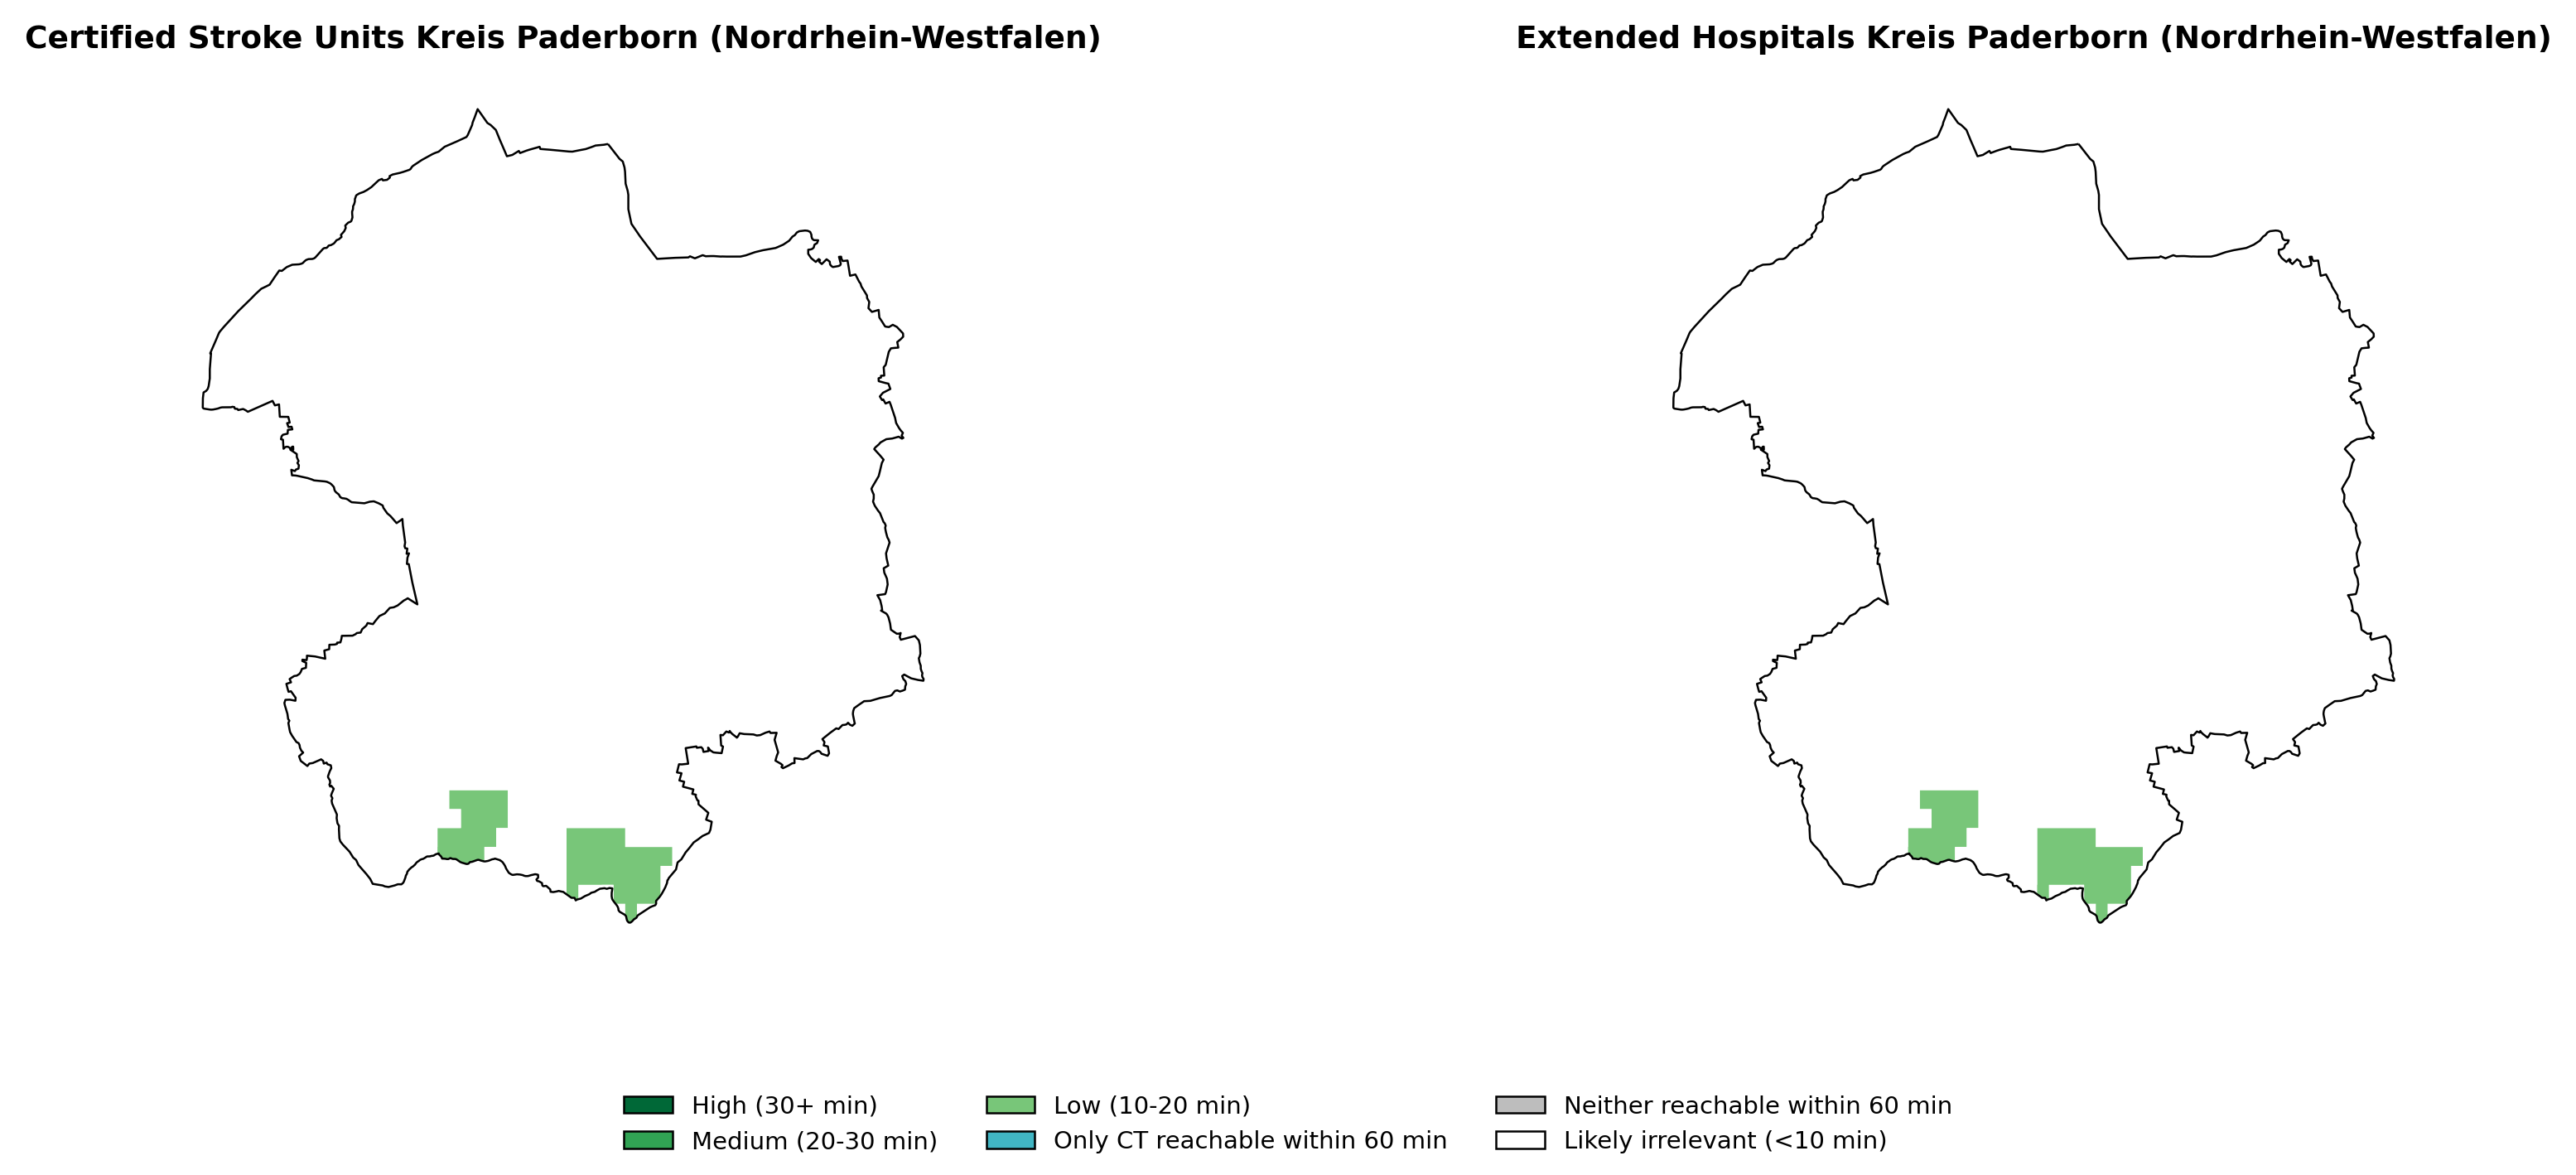 Certified Stroke Units Kreis Paderborn (Nordrhein-Westfalen)
Extended Hospitals Kreis Paderborn (Nordrhein-Westfalen)
High (30+ min)
Medium (20-30 min)
Low (10-20 min)
Only CT reachable within 60 min
Neither reachable within 60 min
Likely irrelevant (<10 min)